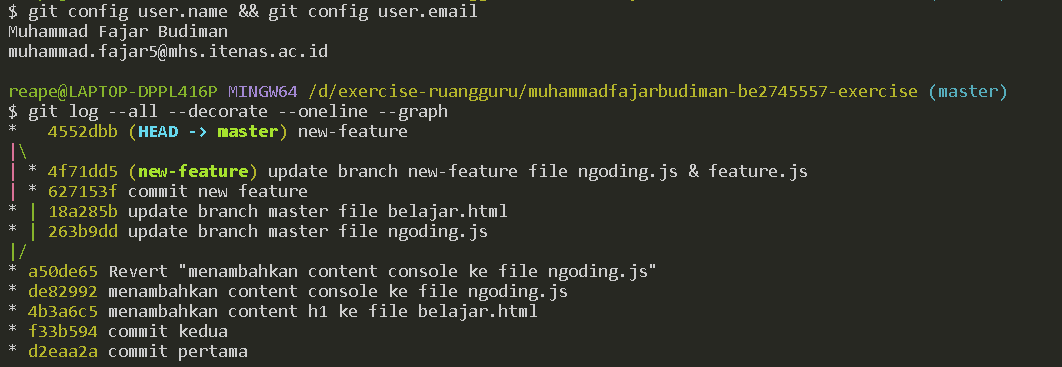 $ git config user.name && git config user.email
Muhammad Fajar Budiman
muhammad.fajar5@mhs.itenas.ac.id
reape@LAPTOP-DPPL416P MINGW64 /d/exercise-ruangguru/muhammadfajarbudiman-be2745557-exercise (master)
$ git log --all --decorate --oneline --graph
*   4552dbb (HEAD -> master) new-feature
|\
| * 4f71dd5 (new-feature) update branch new-feature file ngoding.js & feature.js
| * 627153f commit new feature
* | 18a285b update branch master file belajar.html
* | 263b9dd update branch master file ngoding.js
|/
* a50de65 Revert "menambahkan content console ke file ngoding.js"
* de82992 menambahkan content console ke file ngoding.js
* 4b3a6c5 menambahkan content h1 ke file belajar.html
* f33b594 commit kedua
* d2eaa2a commit pertama